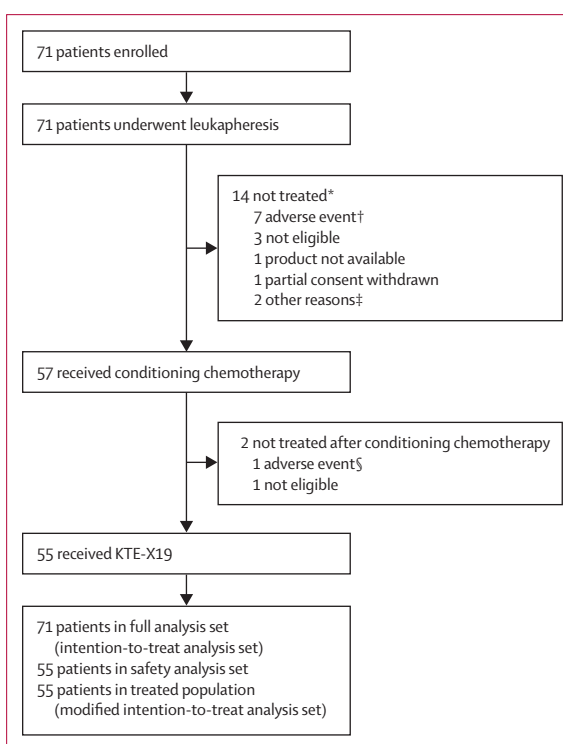 71 patients enrolled
71 patients underwent leukapheresis
14 not treated*
7 adverse event†
3 not eligible
1 product not available
1 partial consent withdrawn
2 other reasons‡
57 received conditioning chemotherapy
2 not treated after conditioning chemotherapy
1 adverse event§
1 not eligible
55 received KTE-X19
71 patients in full analysis set
(intention-to-treat analysis set)
55 patients in safety analysis set
55 patients in treated population
(modified intention-to-treat analysis set)